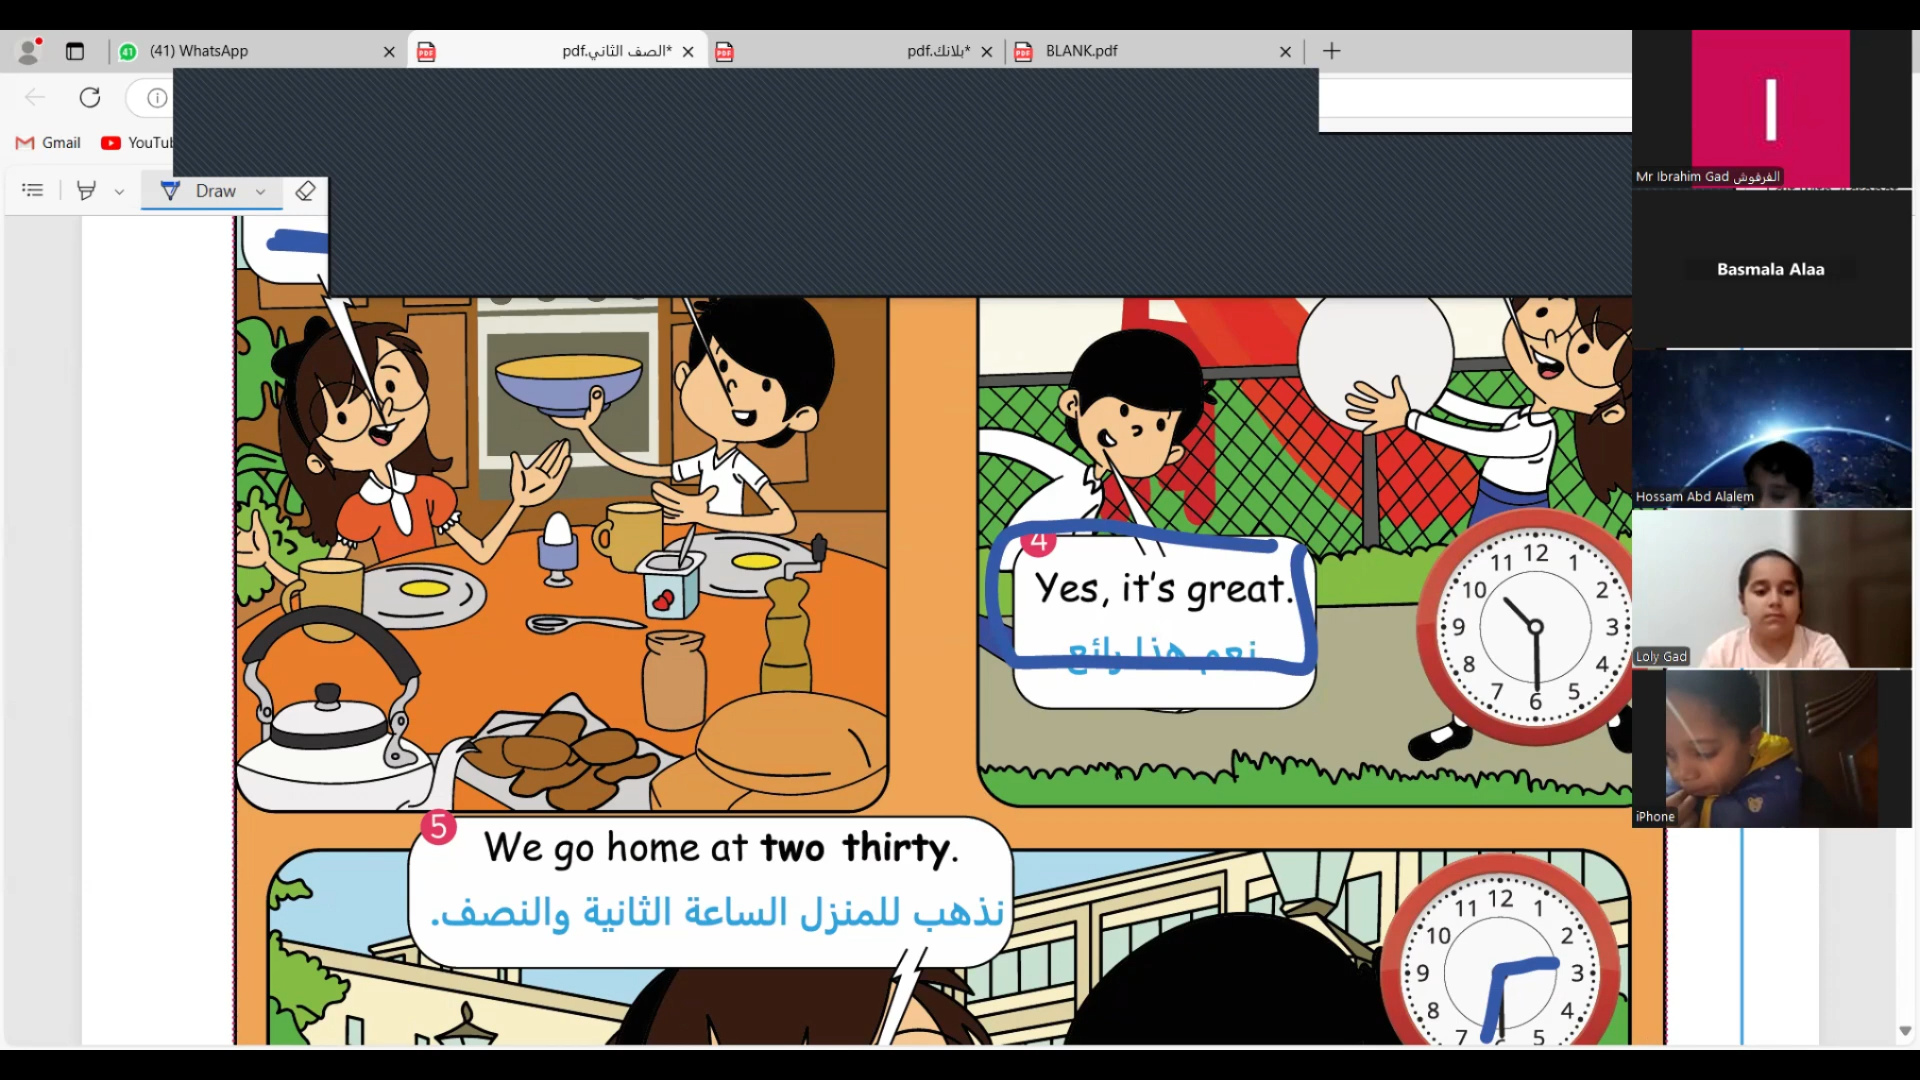 (41) WhatsApp
*الصف الثاني.pdf
*بلانك.pdf
BLANK.pdf
Gmail
Draw
Mr Ibrahim Gad الفرفوش
Basmala Alaa
Hossam Abd Alalem
Loly Gad
iPhone
4
Yes, it's great.
نعم هذا رائع
12
1
2
3
4
5
6
7
8
9
10
11
5
We go home at two thirty.
نذهب للمنزل الساعة الثانية والنصف.
12
1
2
3
4
5
7
8
9
10
11